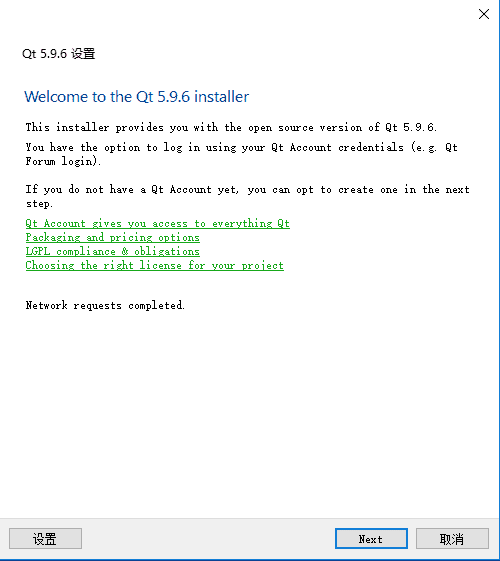 Qt 5.9.6 设置
Welcome to the Qt 5.9.6 installer
This installer provides you with the open source version of Qt 5.9.6.
You have the option to log in using your Qt Account credentials (e.g. Qt
Forum login).
If you do not have a Qt Account yet, you can opt to create one in the next
step.
Qt Account gives you access to everything Qt
Packaging and pricing options
LGPL compliance & obligations
Choosing the right license for your project
Network requests completed.
设置 Next 取消